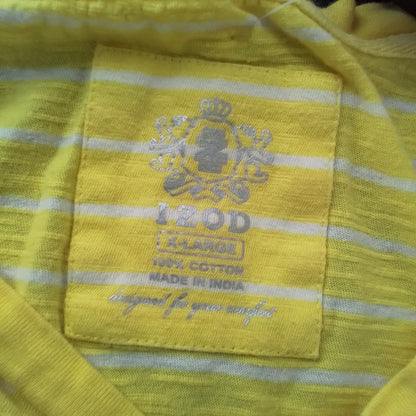 IZOD
X-LARGE
100% COTTON
MADE IN INDIA
designed for your comfort